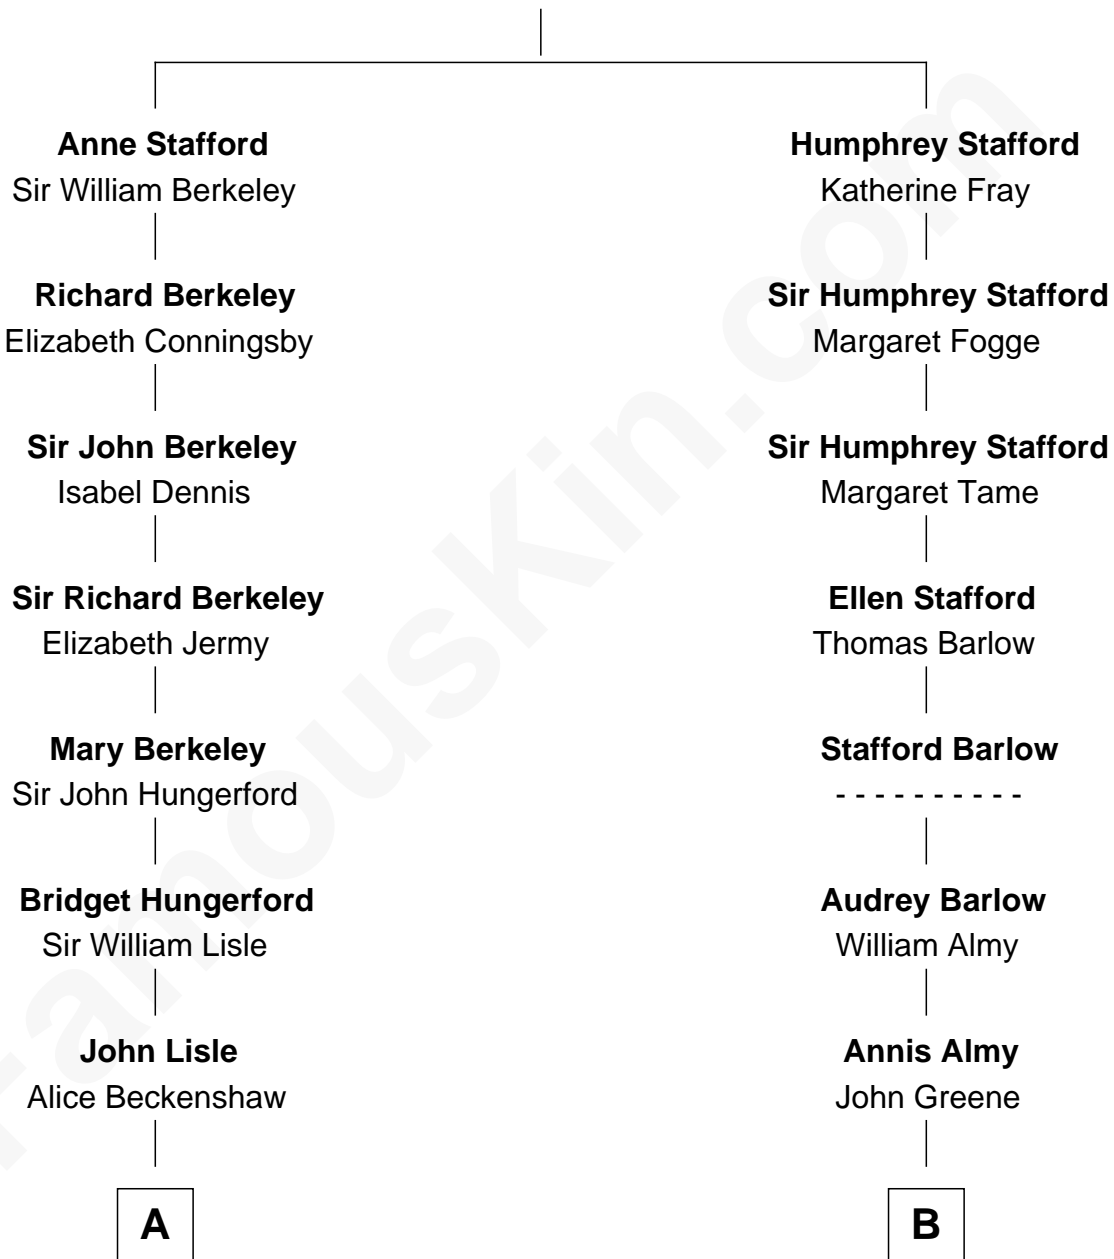 Anne Stafford
Sir William Berkeley
Richard Berkeley
Elizabeth Conningsby
Sir John Berkeley
Isabel Dennis
Sir Richard Berkeley
Elizabeth Jermy
Mary Berkeley
Sir John Hungerford
Bridget Hungerford
Sir William Lisle
John Lisle
Alice Beckenshaw
A
Humphrey Stafford
Katherine Fray
Sir Humphrey Stafford
Margaret Fogge
Sir Humphrey Stafford
Margaret Tame
Ellen Stafford
Thomas Barlow
Stafford Barlow
- - - - - - - - - -
Audrey Barlow
William Almy
Annis Almy
John Greene
B
FamousKin.com